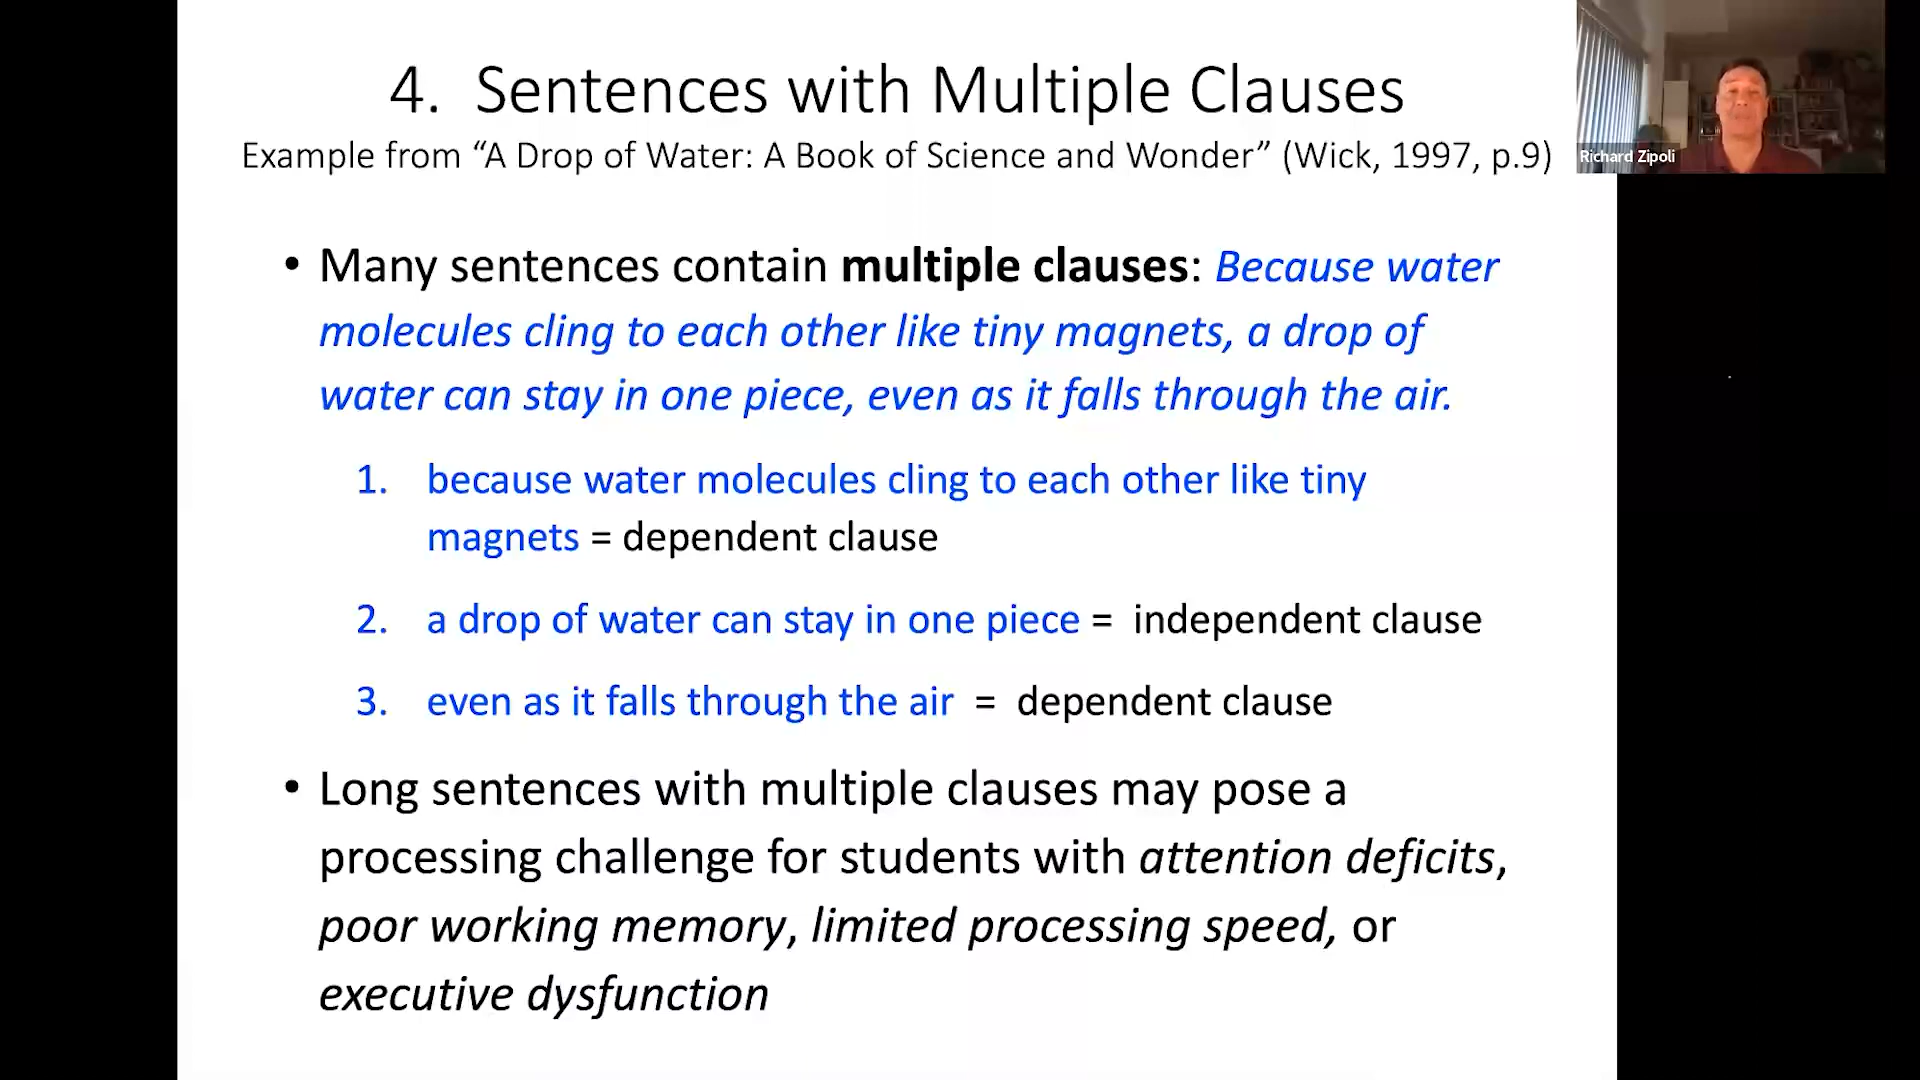 4. Sentences with Multiple Clauses
Example from “A Drop of Water: A Book of Science and Wonder” (Wick, 1997, p.9)
Richard Zipoli
• Many sentences contain multiple clauses: Because water
molecules cling to each other like tiny magnets, a drop of
water can stay in one piece, even as it falls through the air.
1. because water molecules cling to each other like tiny
magnets = dependent clause
2. a drop of water can stay in one piece = independent clause
3. even as it falls through the air = dependent clause
• Long sentences with multiple clauses may pose a
processing challenge for students with attention deficits,
poor working memory, limited processing speed, or
executive dysfunction